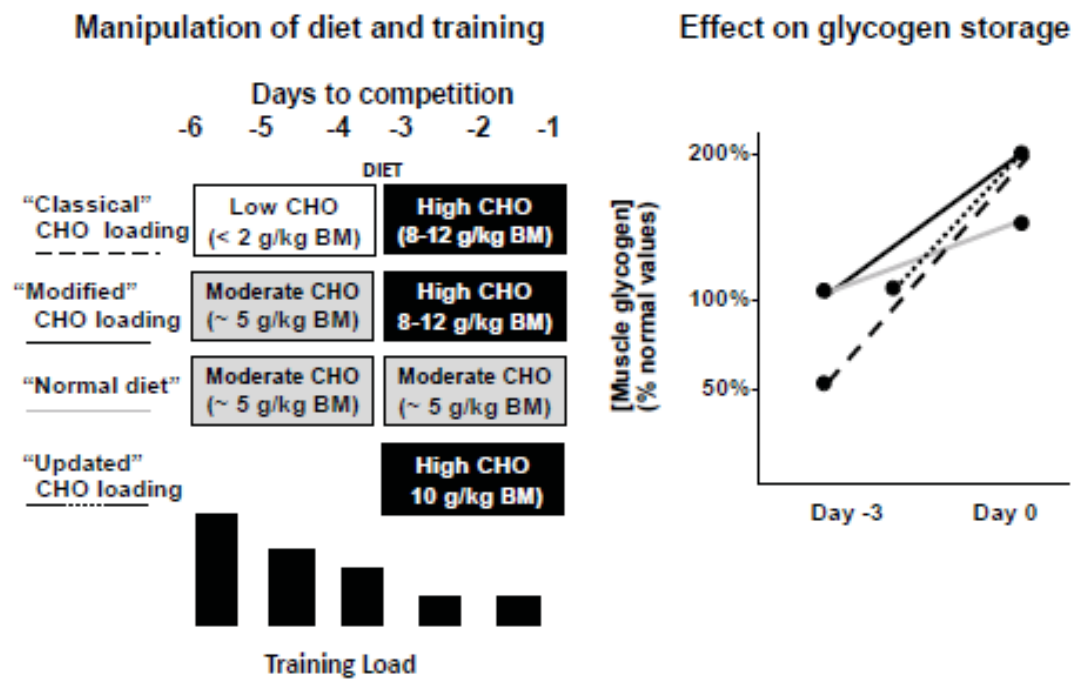 Manipulation of diet and training
Effect on glycogen storage
Days to competition
-6 -5 -4 -3 -2 -1
DIET
“Classical”
CHO loading
Low CHO
(< 2 g/kg BM)
High CHO
(8-12 g/kg BM)
“Modified”
CHO loading
Moderate CHO
(~ 5 g/kg BM)
High CHO
8-12 g/kg BM)
“Normal diet”
Moderate CHO
(~ 5 g/kg BM)
Moderate CHO
(~ 5 g/kg BM)
“Updated”
CHO loading
High CHO
10 g/kg BM)
Training Load
[Muscle glycogen]
(% normal values)
200%
100%
50%
Day -3
Day 0